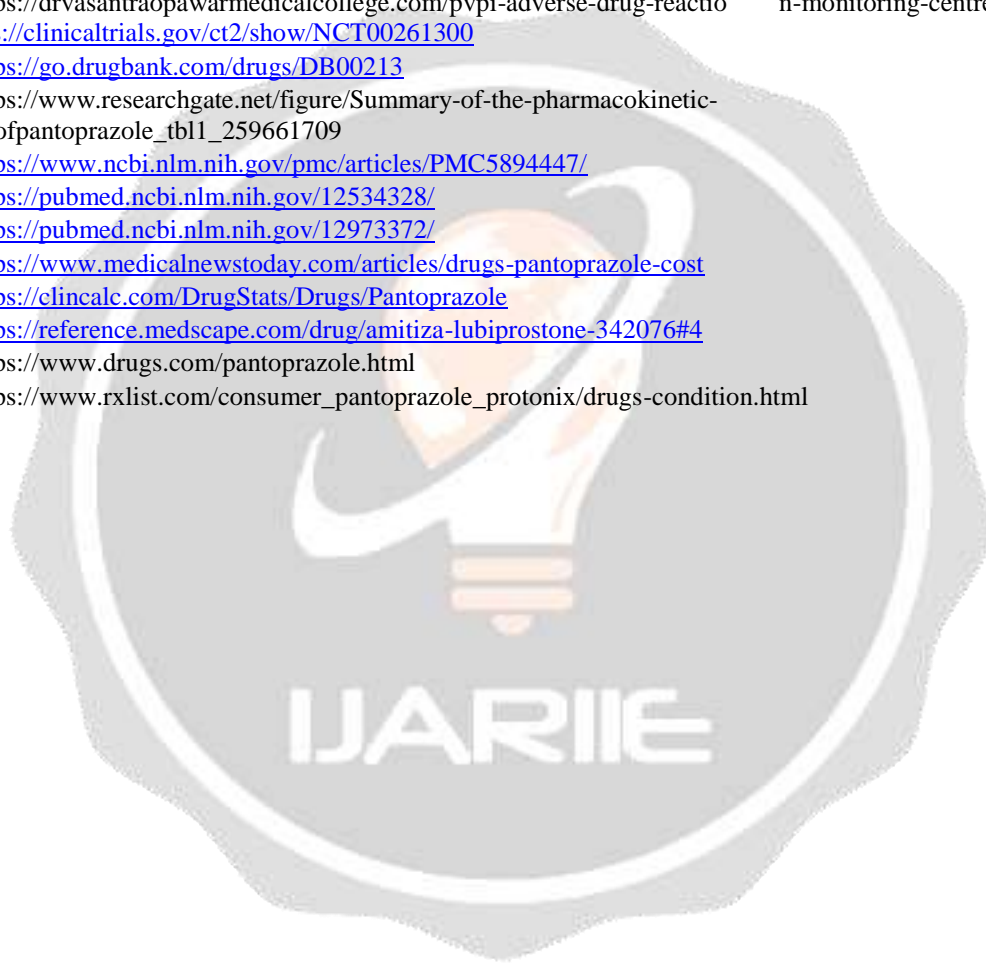 ps://drvasantraopawarmedicalcollege.com/pvpi-adverse-drug-reactio n-monitoring-centre
://clinicaltrials.gov/ct2/show/NCT00261300
ps://go.drugbank.com/drugs/DB00213
ps://www.researchgate.net/figure/Summary-of-the-pharmacokinetic-
ofpantoprazole_tbl1_259661709
ps://www.ncbi.nlm.nih.gov/pmc/articles/PMC5894447/
ps://pubmed.ncbi.nlm.nih.gov/12534328/
ps://pubmed.ncbi.nlm.nih.gov/12973372/
ps://www.medicalnewstoday.com/articles/drugs-pantoprazole-cost
ps://clincalc.com/DrugStats/Drugs/Pantoprazole
ps://reference.medscape.com/drug/amitiza-lubiprostone-342076#4
ps://www.drugs.com/pantoprazole.html
ps://www.rxlist.com/consumer_pantoprazole_protonix/drugs-condition.html
IJARIIE